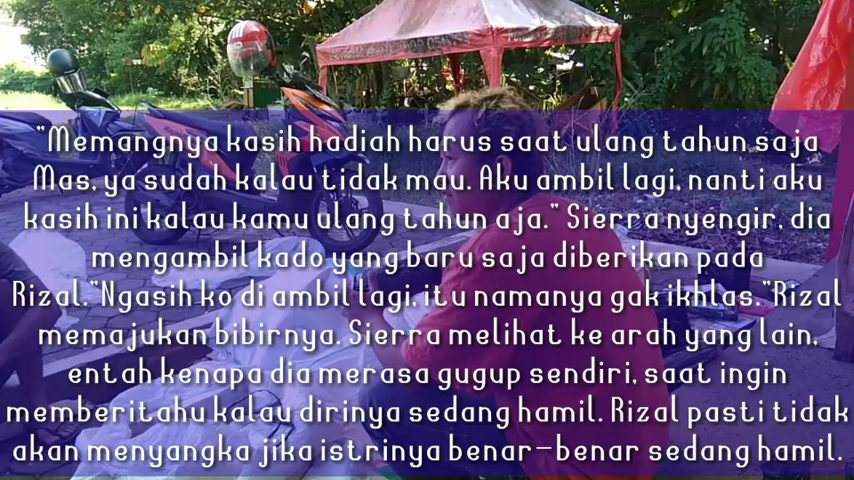 "Memangnya kasih hadiah harus saat ulang tahun saja
Mas, ya sudah kalau tidak mau. Aku ambil lagi, nanti aku
kasih ini kalau kamu ulang tahun aja." Sierra nyengir, dia
mengambil kado yang baru saja diberikan pada
Rizal."Ngasih ko di ambil lagi, itu namanya gak ikhlas."Rizal
memajukan bibirnya. Sierra melihat ke arah yang lain,
entah kenapa dia merasa gugup sendiri, saat ingin
memberitahu kalau dirinya sedang hamil. Rizal pasti tidak
akan menyangka jika istrinya benar-benar sedang hamil.